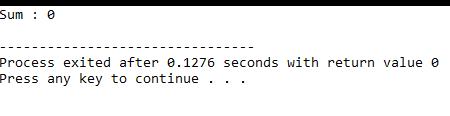 Sum : 0
--------------------------------
Process exited after 0.1276 seconds with return value 0
Press any key to continue . . .